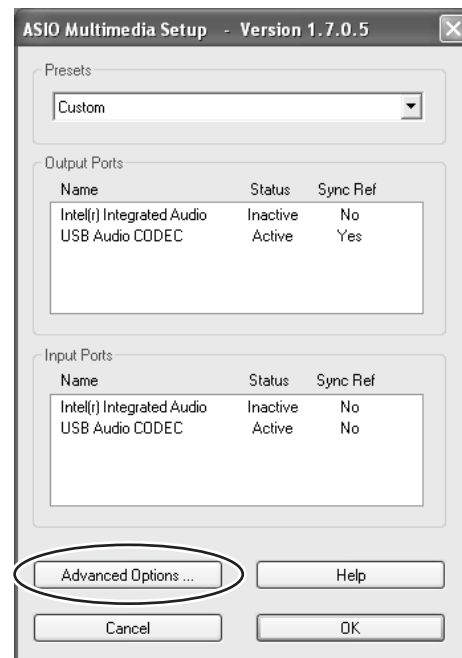 ASIO Multimedia Setup - Version 1.7.0.5
Presets
Custom
Output Ports
Name Status Sync Ref
Intel(r) Integrated Audio Inactive No
USB Audio CODEC Active Yes
Input Ports
Name Status Sync Ref
Intel(r) Integrated Audio Inactive No
USB Audio CODEC Active No
Advanced Options ... Help
Cancel OK